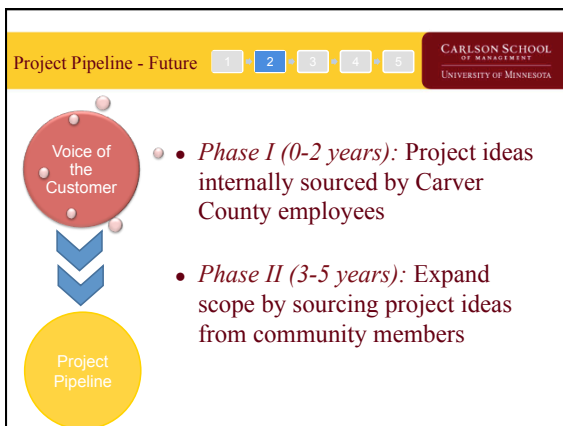 Project Pipeline - Future
1 2 3 4 5
CARLSON SCHOOL
OF MANAGEMENT
UNIVERSITY OF MINNESOTA
Voice of
the
Customer
• Phase I (0-2 years): Project ideas
internally sourced by Carver
County employees
• Phase II (3-5 years): Expand
scope by sourcing project ideas
from community members
Project
Pipeline